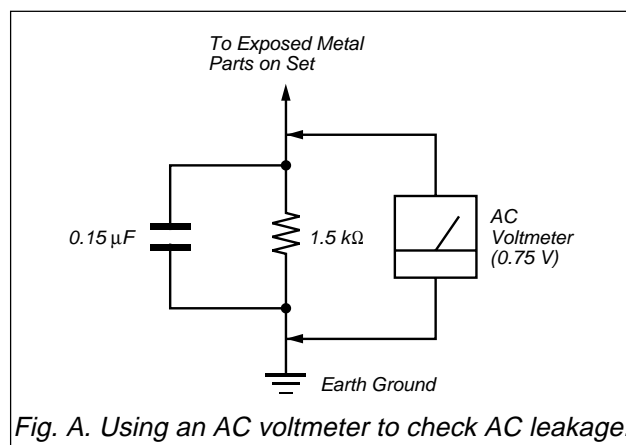 To Exposed Metal
Parts on Set
0.15 μF
1.5 kΩ
AC
Voltmeter
(0.75 V)
Earth Ground
Fig. A. Using an AC voltmeter to check AC leakage.